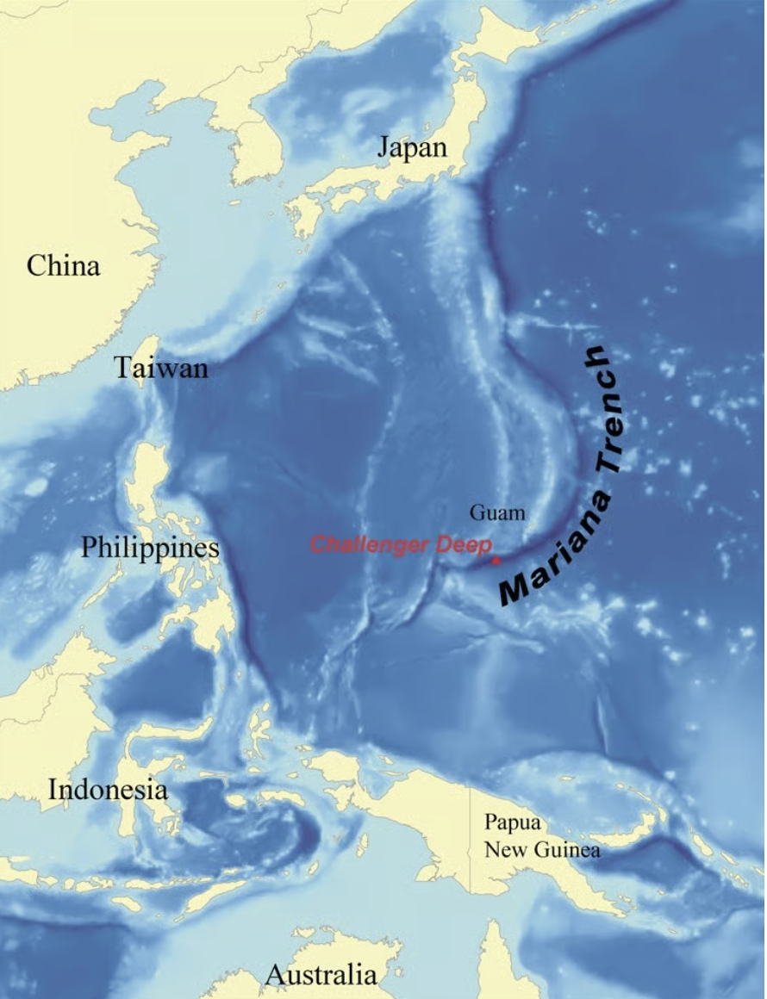 Japan
China
Taiwan
Mariana Trench
Guam
Challenger Deep
Philippines
Indonesia
Papua
New Guinea
Australia